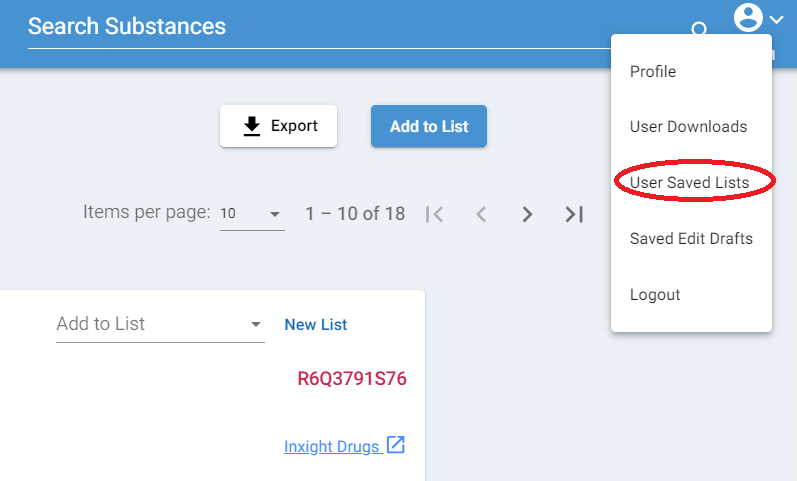 Search Substances
Profile
User Downloads
User Saved Lists
Saved Edit Drafts
Logout
Export
Add to List
Items per page: 10 1 – 10 of 18
Add to List New List
R6Q3791S76
Inxight Drugs